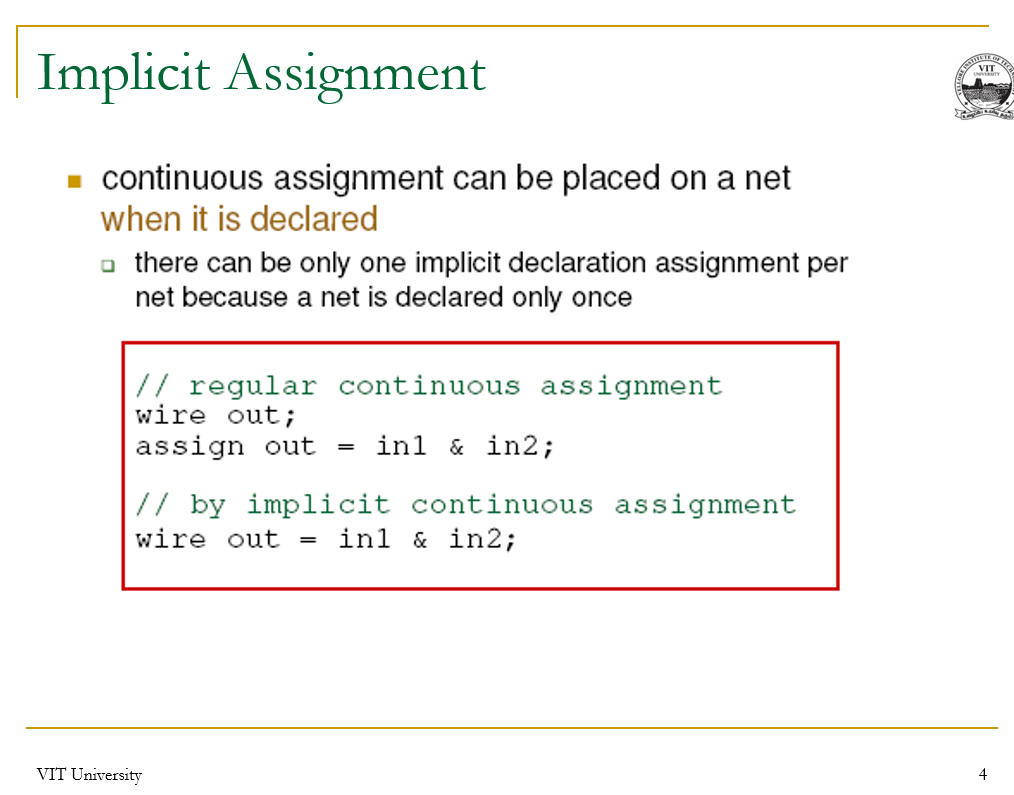 Implicit Assignment
VIT
UNIVERSITY
continuous assignment can be placed on a net
when it is declared
there can be only one implicit declaration assignment per
net because a net is declared only once
// regular continuous assignment
wire out;
assign out = in1 & in2;
// by implicit continuous assignment
wire out = in1 & in2;
VIT University
4